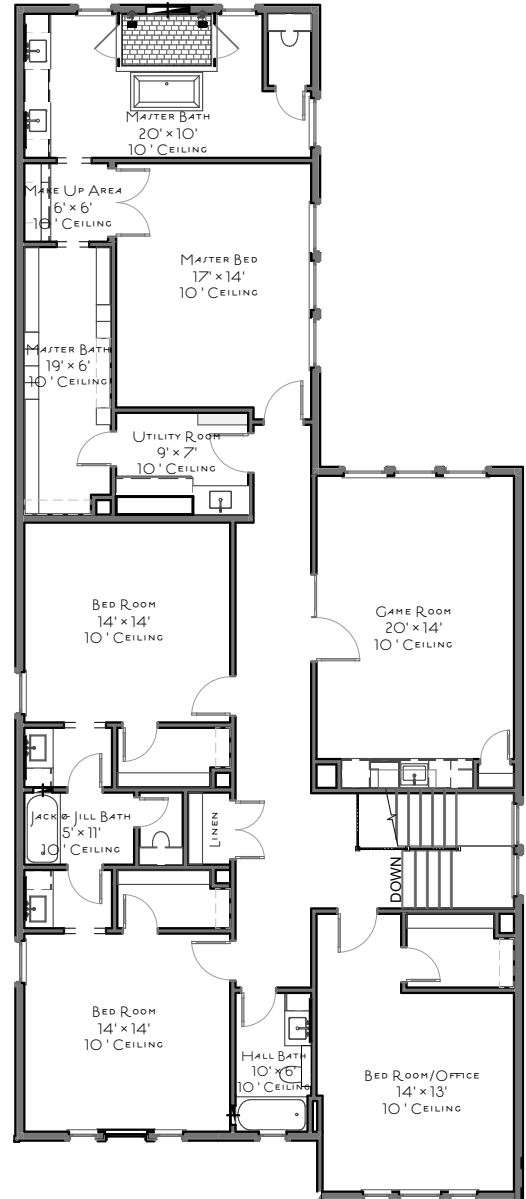 Master Bath
20' × 10'
10' Ceiling
Make Up Area
6' × 6'
10' Ceiling
Master Bed
17' × 14'
10' Ceiling
Master Bath
19' × 6'
10' Ceiling
Utility Room
9' × 7'
10' Ceiling
Bed Room
14' × 14'
10' Ceiling
Game Room
20' × 14'
10' Ceiling
Jack & Jill Bath
5' × 11'
10' Ceiling
Linen
DOWN
Bed Room
14' × 14'
10' Ceiling
Hall Bath
10' × 6'
10' Ceiling
Bed Room/Office
14' × 13'
10' Ceiling